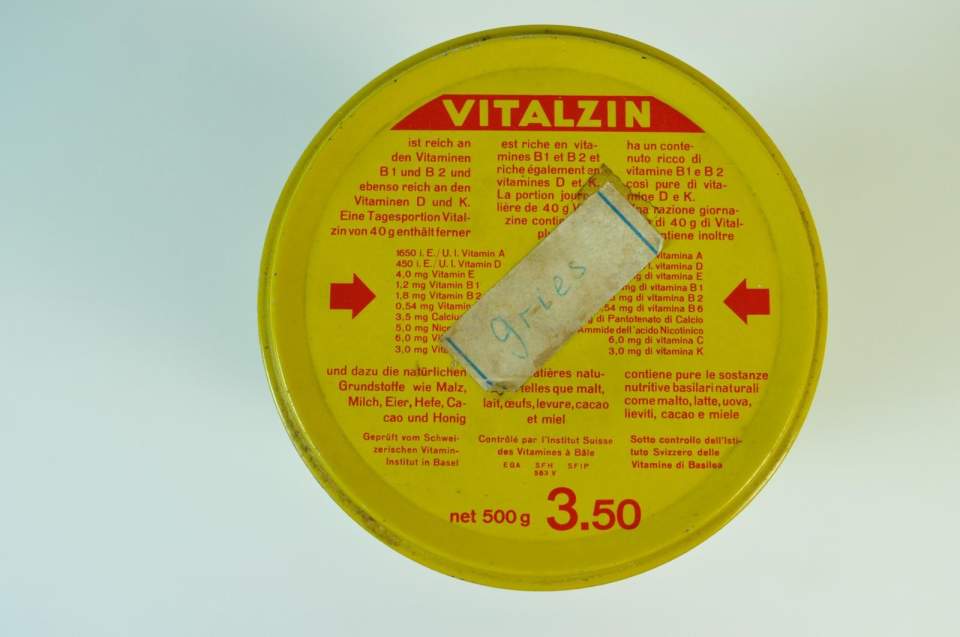 VITALZIN
ist reich an
den Vitaminen
B 1 und B 2 und
ebenso reich an den
Vitaminen D und K.
Eine Tagesportion Vital-
zin von 40 g enthält ferner
est riche en vita-
mines B 1 et B 2 et
riche également en
vitamines D et K.
La portion
lière de 40 g
zine
ha un conte-
nuto ricco di
vitamine B 1 e B 2
così pure di vita-
D e K.
razione giorna-
di 40 g di Vital-
inoltre
1650 i. E./ U. I. Vitamin A
450 i. E./ U. I. Vitamin D
4,0 mg Vitamin E
1,2 mg Vitamin B 1
1,8 mg Vitamin B 2
0,54 mg
3,5 mg
5,0 mg
6,0 mg
3,0 mg
vitamina A
vitamina D
di vitamina E
mg di vitamina B 1
mg di vitamina B 2
mg di vitamina B 6
di Pantotenato di Calcio
Ammide dell'acido Nicotinico
6,0 mg di vitamina C
3,0 mg di vitamina K
gries
und dazu die natürlichen
Grundstoffe wie Malz,
Milch, Eier, Hefe, Ca-
cao und Honig
natu-
telles que malt,
lait, œufs, levure, cacao
et miel
contiene pure le sostanze
nutritive basilari naturali
come malto, latte, uova,
lieviti, cacao e miele
Geprüft vom Schwei-
zerischen Vitamin-
Institut in Basel
Contrôlé par l'Institut Suisse
des Vitamines à Bâle
EGA SFH SFIP
563 V
Sotto controllo dell'Isti-
tuto Svizzero delle
Vitamine di Basilea
net 500 g 3.50